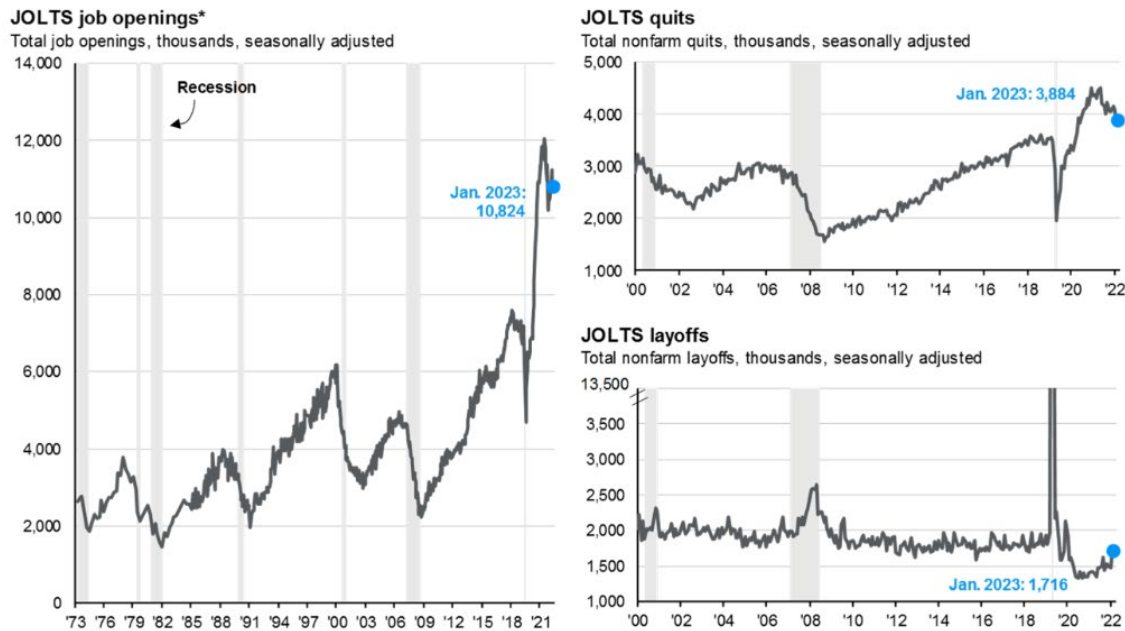 JOLTS job openings*
Total job openings, thousands, seasonally adjusted
14,000
12,000
10,000
8,000
6,000
4,000
2,000
0
Recession
Jan. 2023:
10,824
'73 '76 '79 '82 '85 '88 '91 '94 '97 '00 '03 '06 '09 '12 '15 '18 '21
JOLTS quits
Total nonfarm quits, thousands, seasonally adjusted
5,000
4,000
3,000
2,000
1,000
Jan. 2023: 3,884
'00 '02 '04 '06 '08 '10 '12 '14 '16 '18 '20 '22
JOLTS layoffs
Total nonfarm layoffs, thousands, seasonally adjusted
13,500
3,500
3,000
2,500
2,000
1,500
1,000
Jan. 2023: 1,716
'00 '02 '04 '06 '08 '10 '12 '14 '16 '18 '20 '22